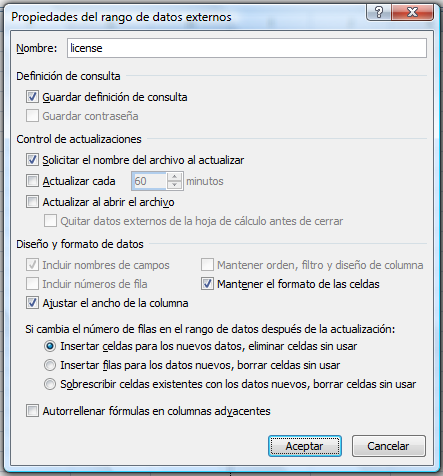 Propiedades del rango de datos externos
Nombre: license
Definición de consulta
Guardar definición de consulta
Guardar contraseña
Control de actualizaciones
Solicitar el nombre del archivo al actualizar
Actualizar cada 60 minutos
Actualizar al abrir el archivo
Quitar datos externos de la hoja de cálculo antes de cerrar
Diseño y formato de datos
Incluir nombres de campos Mantener orden, filtro y diseño de columna
Incluir números de fila Mantener el formato de las celdas
Ajustar el ancho de la columna
Si cambia el número de filas en el rango de datos después de la actualización:
Insertar celdas para los nuevos datos, eliminar celdas sin usar
Insertar filas para los datos nuevos, borrar celdas sin usar
Sobrescribir celdas existentes con los datos nuevos, borrar celdas sin usar
Autorrellenar fórmulas en columnas adyacentes
Aceptar Cancelar